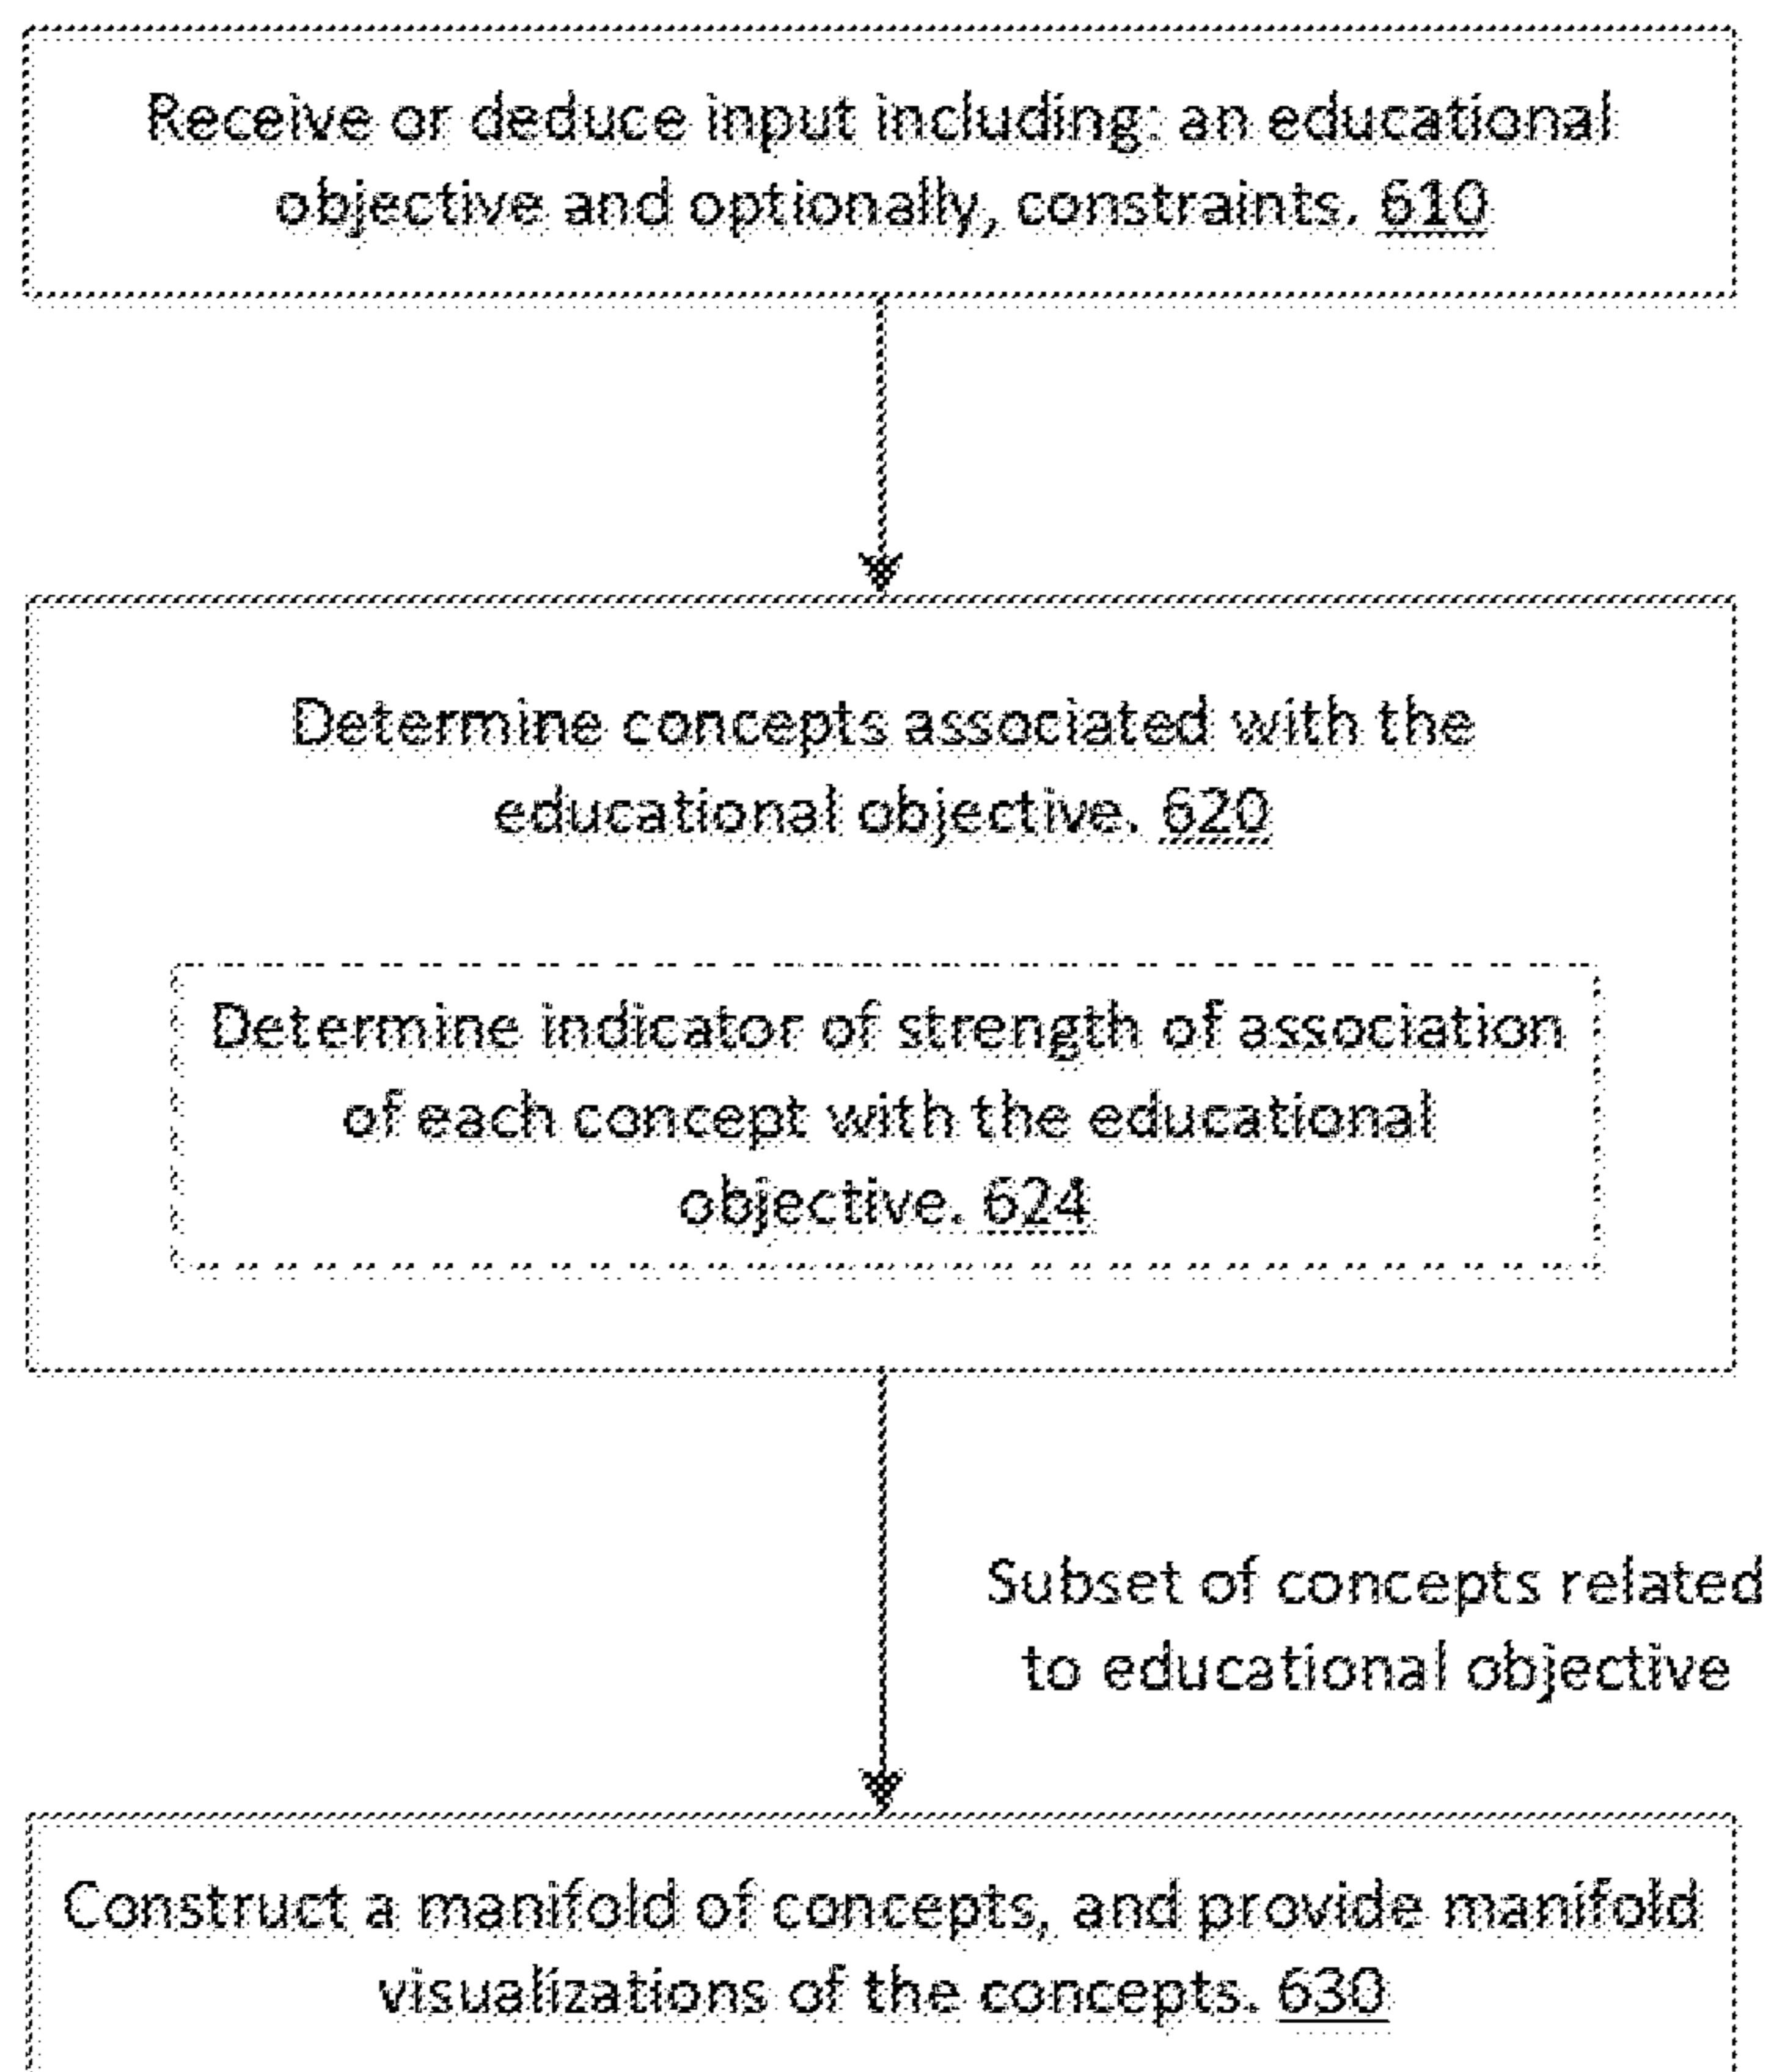 Receive or deduce input including: an educational
objective and optionally, constraints. 610
Determine concepts associated with the
educational objective. 620
Determine indicator of strength of association
of each concept with the educational
objective. 624
Subset of concepts related
to educational objective
Construct a manifold of concepts, and provide manifold
visualizations of the concepts. 630